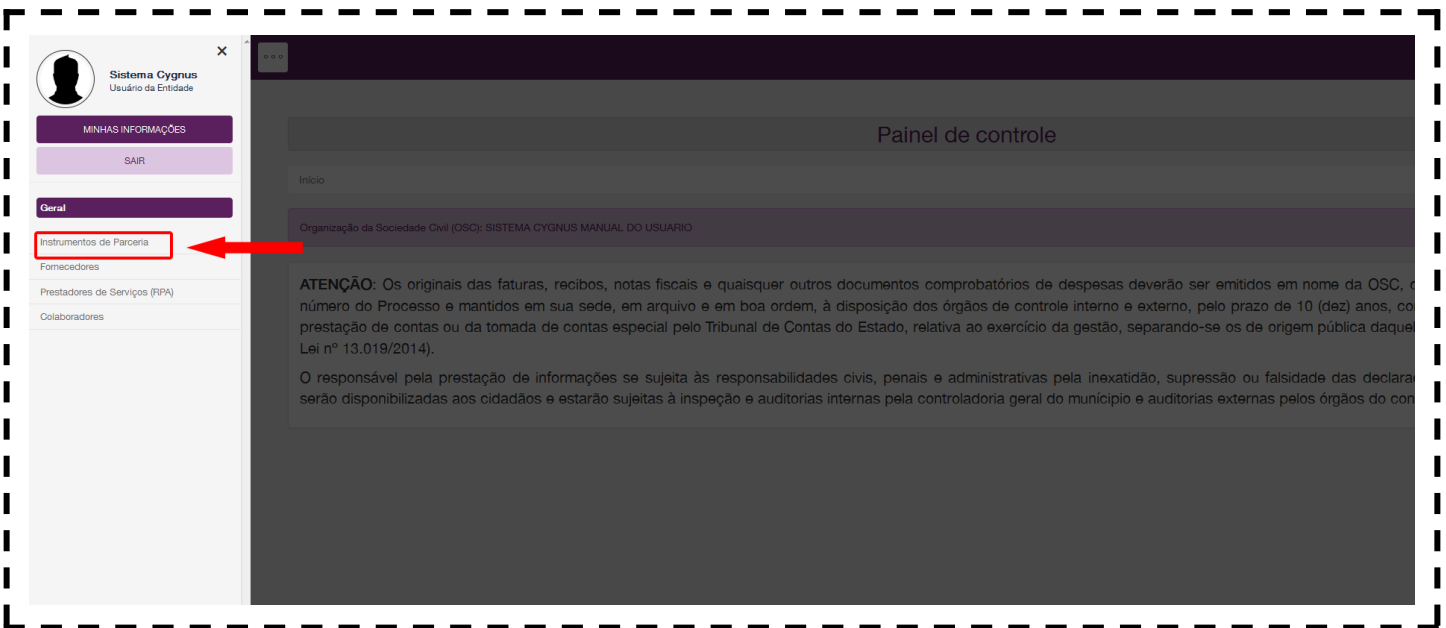 Sistema Cygnus
Usuário da Entidade
MINHAS INFORMAÇÕES
SAIR
Geral
Instrumentos de Parceria
Fornecedores
Prestadores de Serviços (RPA)
Colaboradores
Painel de controle
Início
Organização da Sociedade Civil (OSC): SISTEMA CYGNUS MANUAL DO USUARIO
ATENÇÃO: Os originais das faturas, recibos, notas fiscais e quaisquer outros documentos comprobatórios de despesas deverão ser emitidos em nome da OSC,
número do Processo e mantidos em sua sede, em arquivo e em boa ordem, à disposição dos órgãos de controle interno e externo, pelo prazo de 10 (dez) anos,
prestação de contas ou da tomada de contas especial pelo Tribunal de Contas do Estado, relativa ao exercício da gestão, separando-se os de origem pública
Lei nº 13.019/2014).
O responsável pela prestação de informações se sujeita às responsabilidades civis, penais e administrativas pela inexatidão, supressão ou falsidade das
serão disponibilizadas aos cidadãos e estarão sujeitas à inspeção e auditorias internas pela controladoria geral do munícipio e auditorias externas pelos órgãos do